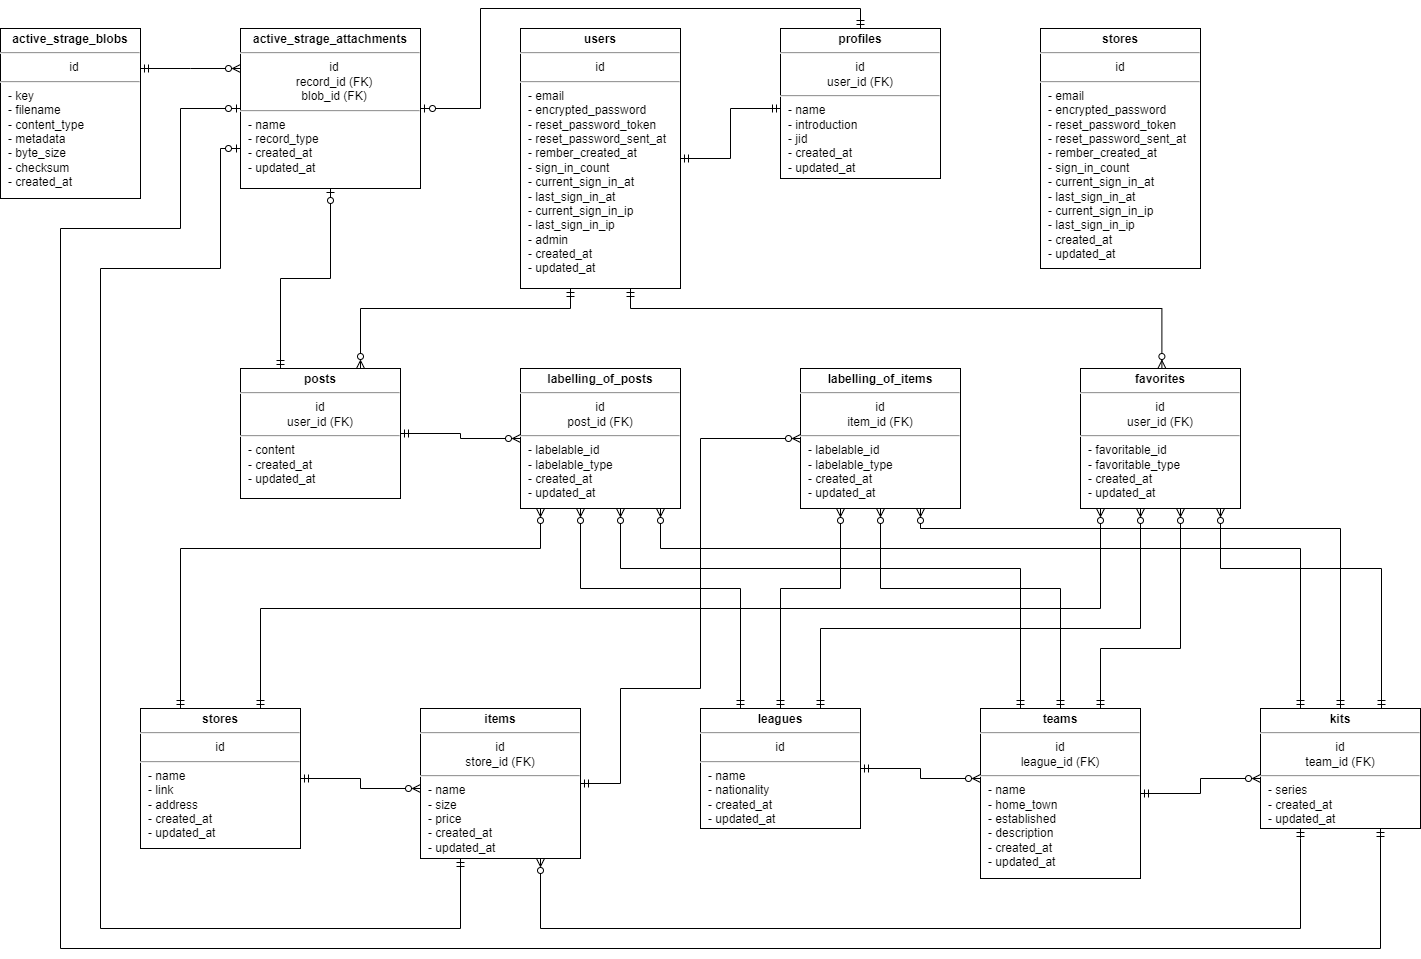 active_strage_blobs
id
- key
- filename
- content_type
- metadata
- byte_size
- checksum
- created_at
active_strage_attachments
id
record_id (FK)
blob_id (FK)
- name
- record_type
- created_at
- updated_at
users
id
- email
- encrypted_password
- reset_password_token
- reset_password_sent_at
- rember_created_at
- sign_in_count
- current_sign_in_at
- last_sign_in_at
- current_sign_in_ip
- last_sign_in_ip
- admin
- created_at
- updated_at
profiles
id
user_id (FK)
- name
- introduction
- jid
- created_at
- updated_at
stores
id
- email
- encrypted_password
- reset_password_token
- reset_password_sent_at
- rember_created_at
- sign_in_count
- current_sign_in_at
- last_sign_in_at
- current_sign_in_ip
- last_sign_in_ip
- created_at
- updated_at
posts
id
user_id (FK)
- content
- created_at
- updated_at
labelling_of_posts
id
post_id (FK)
- labelable_id
- labelable_type
- created_at
- updated_at
labelling_of_items
id
item_id (FK)
- labelable_id
- labelable_type
- created_at
- updated_at
favorites
id
user_id (FK)
- favoritable_id
- favoritable_type
- created_at
- updated_at
stores
id
- name
- link
- address
- created_at
- updated_at
items
id
store_id (FK)
- name
- size
- price
- created_at
- updated_at
leagues
id
- name
- nationality
- created_at
- updated_at
teams
id
league_id (FK)
- name
- home_town
- established
- description
- created_at
- updated_at
kits
id
team_id (FK)
- series
- created_at
- updated_at